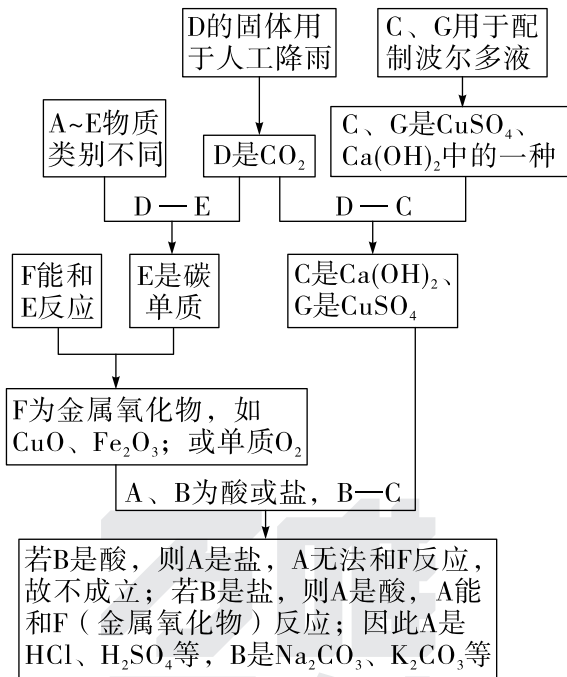 D的固体用
于人工降雨
C、G用于配
制波尔多液
A~E物质
类别不同
D是CO₂
C、G是CuSO₄、
Ca(OH)₂中的一种
D — E
D — C
F能和
E反应
E是碳
单质
C是Ca(OH)₂、
G是CuSO₄
F为金属氧化物，如
CuO、Fe₂O₃；或单质O₂
A、B为酸或盐，B—C
若B是酸，则A是盐，A无法和F反应，
故不成立；若B是盐，则A是酸，A能
和F（金属氧化物）反应；因此A是
HCl、H₂SO₄等，B是Na₂CO₃、K₂CO₃等